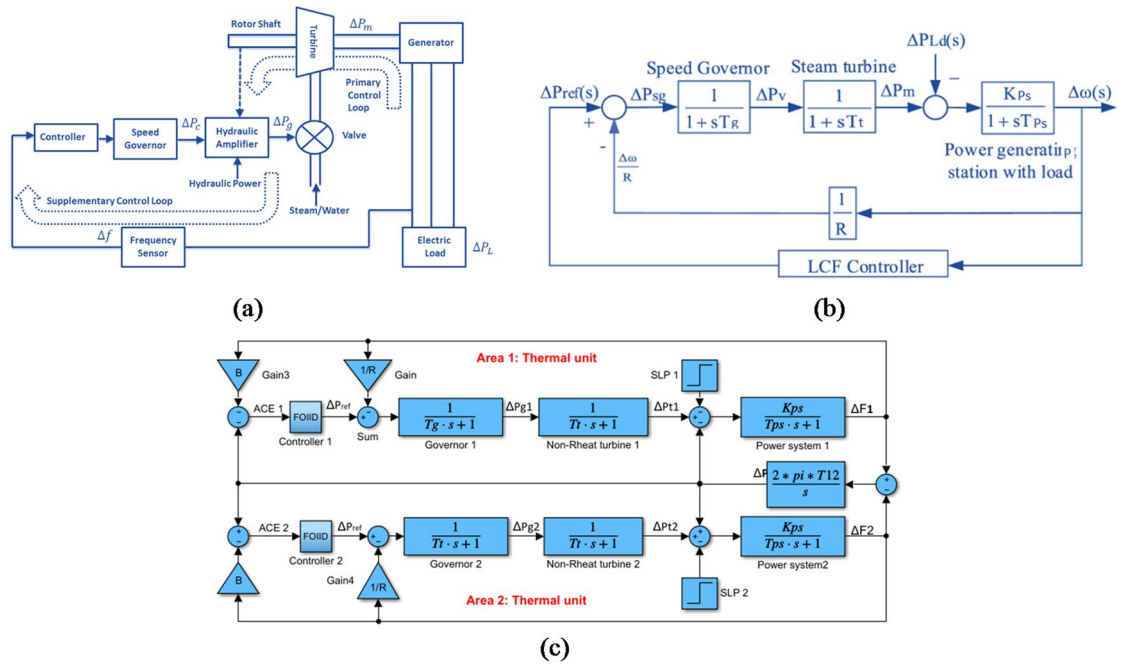 Rotor Shaft
Turbine
ΔPm
Generator
Primary
Control
Loop
Controller
Speed
Governor
ΔPc
Hydraulic
Amplifier
ΔPg
Valve
Hydraulic Power
Supplementary Control Loop
Steam/Water
Δf
Frequency
Sensor
Electric
Load
ΔPL
(a)
ΔPLd(s)
Speed Governor
Steam turbine
ΔPref(s)
ΔPsg
1
1 + sTg
ΔPv
1
1 + sTt
ΔPm
KPs
1 + sTPs
Δω(s)
+
-
−
Δω
R
Power generatiıp ;
station with load
1
R
LCF Controller
(b)
Area 1: Thermal unit
B
Gain3
1/R
Gain
SLP 1
ACE 1
FOIID
Controller 1
ΔPref
Sum
1
Tg · s + 1
Governor 1
ΔPg1
1
Tt · s + 1
Non-Rheat turbine 1
ΔPt1
Kps
Tps · s + 1
Power system 1
ΔF1
2 * pi * T12
s
ACE 2
FOIID
Controller 2
ΔPref
1
Tt · s + 1
Governor 2
ΔPg2
1
Tt · s + 1
Non-Rheat turbine 2
ΔPt2
Kps
Tps · s + 1
Power system2
ΔF2
B
Gain4
1/R
SLP 2
Area 2: Thermal unit
(c)